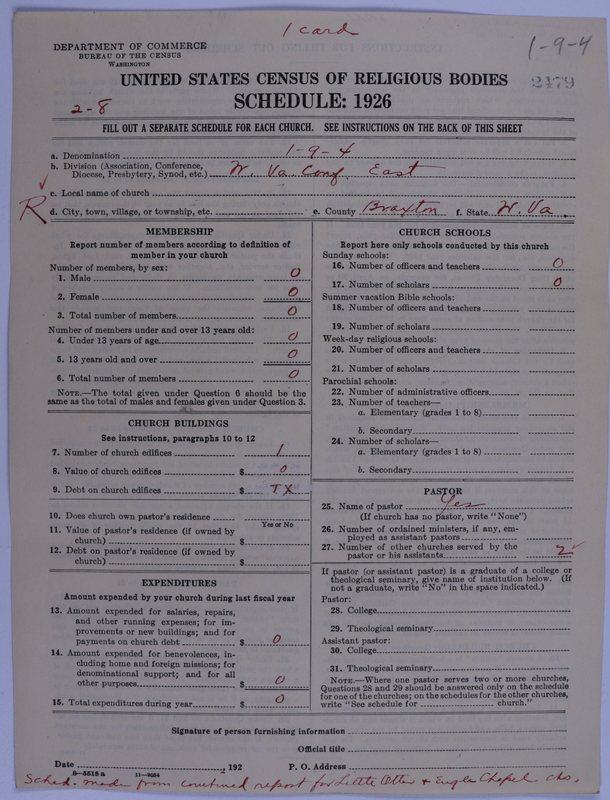 1 card
1-9-4
DEPARTMENT OF COMMERCE
BUREAU OF THE CENSUS
WASHINGTON
2479
UNITED STATES CENSUS OF RELIGIOUS BODIES
2-8
SCHEDULE: 1926
FILL OUT A SEPARATE SCHEDULE FOR EACH CHURCH. SEE INSTRUCTIONS ON THE BACK OF THIS SHEET
a. Denomination 1-9-4
b. Division (Association, Conference, Diocese, Presbytery, Synod, etc.) W. Va. Conf. East
c. Local name of church
R
d. City, town, village, or township, etc. e. County Braxton f. State W. Va.
MEMBERSHIP
Report number of members according to definition of
member in your church
Number of members, by sex:
1. Male 0
2. Female 0
3. Total number of members 0
Number of members under and over 13 years old:
4. Under 13 years of age 0
5. 13 years old and over 0
6. Total number of members 0
NOTE.—The total given under Question 6 should be the
same as the total of males and females given under Question 3.
CHURCH BUILDINGS
See instructions, paragraphs 10 to 12
7. Number of church edifices 1
8. Value of church edifices $ 0
9. Debt on church edifices $ TX
10. Does church own pastor's residence
Yes or No
11. Value of pastor's residence (if owned by
church) $
12. Debt on pastor's residence (if owned by
church) $
EXPENDITURES
Amount expended by your church during last fiscal year
13. Amount expended for salaries, repairs,
and other running expenses; for im-
provements or new buildings; and for
payments on church debt $ 0
14. Amount expended for benevolences, in-
cluding home and foreign missions; for
denominational support; and for all
other purposes $ 0
15. Total expenditures during year $ 0
CHURCH SCHOOLS
Report here only schools conducted by this church
Sunday schools:
16. Number of officers and teachers 0
17. Number of scholars 0
Summer vacation Bible schools:
18. Number of officers and teachers
19. Number of scholars
Week-day religious schools:
20. Number of officers and teachers
21. Number of scholars
Parochial schools:
22. Number of administrative officers
23. Number of teachers—
a. Elementary (grades 1 to 8)
b. Secondary
24. Number of scholars—
a. Elementary (grades 1 to 8)
b. Secondary
PASTOR
25. Name of pastor Yes
(If church has no pastor, write "None")
26. Number of ordained ministers, if any, em-
ployed as assistant pastors
27. Number of other churches served by the
pastor or his assistants 2
If pastor (or assistant pastor) is a graduate of a college or
theological seminary, give name of institution below. (If
not a graduate, write "No" in the space indicated.)
Pastor:
28. College
29. Theological seminary
Assistant pastor:
30. College
31. Theological seminary
NOTE.—Where one pastor serves two or more churches,
Questions 28 and 29 should be answered only on the schedule
for one of the churches; on the schedules for the other churches,
write "See schedule for church."
Signature of person furnishing information
Official title
Date , 192 P. O. Address
8-5518 a 11-9064
Sched. made from combined report for Little Otter & Eugle Chapel chs.